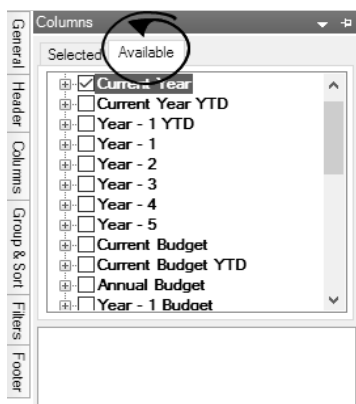 Columns
Selected
Available
General
Header
Columns
Group & Sort
Filters
Footer
Current Year
Current Year YTD
Year - 1 YTD
Year - 1
Year - 2
Year - 3
Year - 4
Year - 5
Current Budget
Current Budget YTD
Annual Budget
Year - 1 Budget